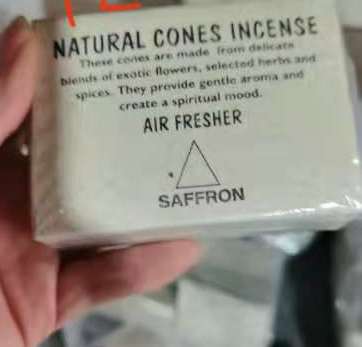 NATURAL CONES INCENSE
These cones are made from delicate
blends of exotic flowers, selected herbs and
spices. They provide gentle aroma and
create a spiritual mood.
AIR FRESHER
SAFFRON